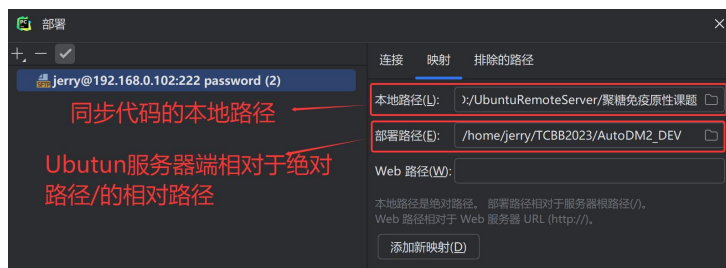 部署
jerry@192.168.0.102:222 password (2)
连接 映射 排除的路径
本地路径(L): ):/UbuntuRemoteServer/聚糖免疫原性课题
部署路径(E): /home/jerry/TCBB2023/AutoDM2_DEV
Web 路径(W):
本地路径是绝对路径。 部署路径相对于服务器根路径(/)。
Web 路径相对于 Web 服务器 URL (http://)。
添加新映射(D)
同步代码的本地路径
Ubutun服务器端相对于绝对
路径/的相对路径